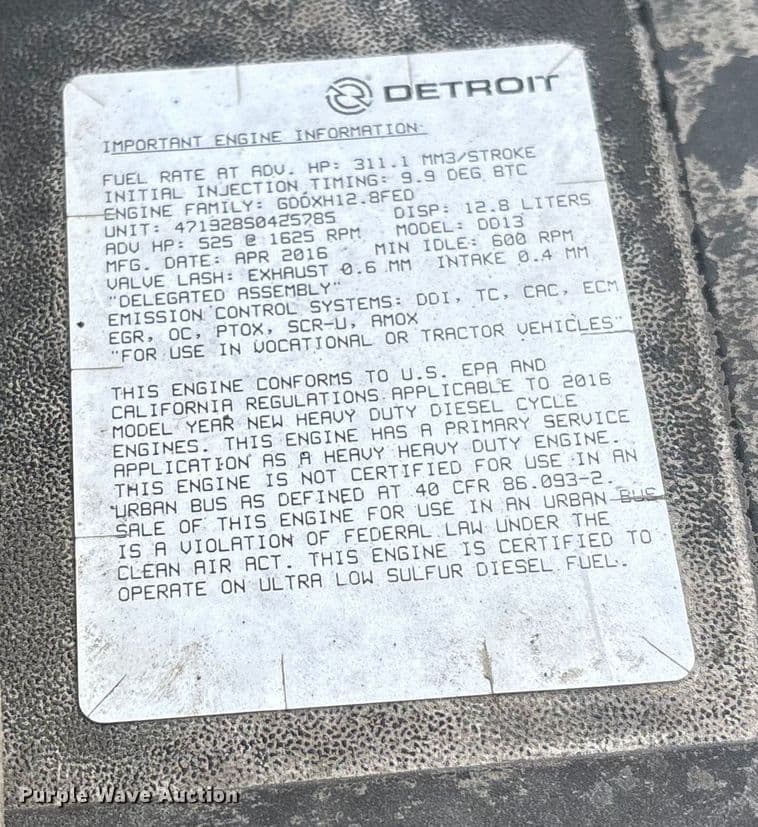 DETROIT
IMPORTANT ENGINE INFORMATION:
FUEL RATE AT ADV. HP: 311.1 MM3/STROKE
INITIAL INJECTION TIMING: 9.9 DEG BTC
ENGINE FAMILY: GDDXH12.8FED
UNIT: 471928S0425785 DISP: 12.8 LITERS
ADV HP: 525 @ 1625 RPM MODEL: DD13
MFG. DATE: APR 2016 MIN IDLE: 600 RPM
VALVE LASH: EXHAUST 0.6 MM INTAKE 0.4 MM
"DELEGATED ASSEMBLY"
EMISSION CONTROL SYSTEMS: DDI, TC, CAC, ECM
EGR, OC, PTOX, SCR-U, AMOX
"FOR USE IN VOCATIONAL OR TRACTOR VEHICLES"
THIS ENGINE CONFORMS TO U.S. EPA AND
CALIFORNIA REGULATIONS APPLICABLE TO 2016
MODEL YEAR NEW HEAVY DUTY DIESEL CYCLE
ENGINES. THIS ENGINE HAS A PRIMARY SERVICE
APPLICATION AS A HEAVY HEAVY DUTY ENGINE.
THIS ENGINE IS NOT CERTIFIED FOR USE IN AN
URBAN BUS AS DEFINED AT 40 CFR 86.093-2.
SALE OF THIS ENGINE FOR USE IN AN URBAN BUS
IS A VIOLATION OF FEDERAL LAW UNDER THE
CLEAN AIR ACT. THIS ENGINE IS CERTIFIED TO
OPERATE ON ULTRA LOW SULFUR DIESEL FUEL.
Purple Wave Auction